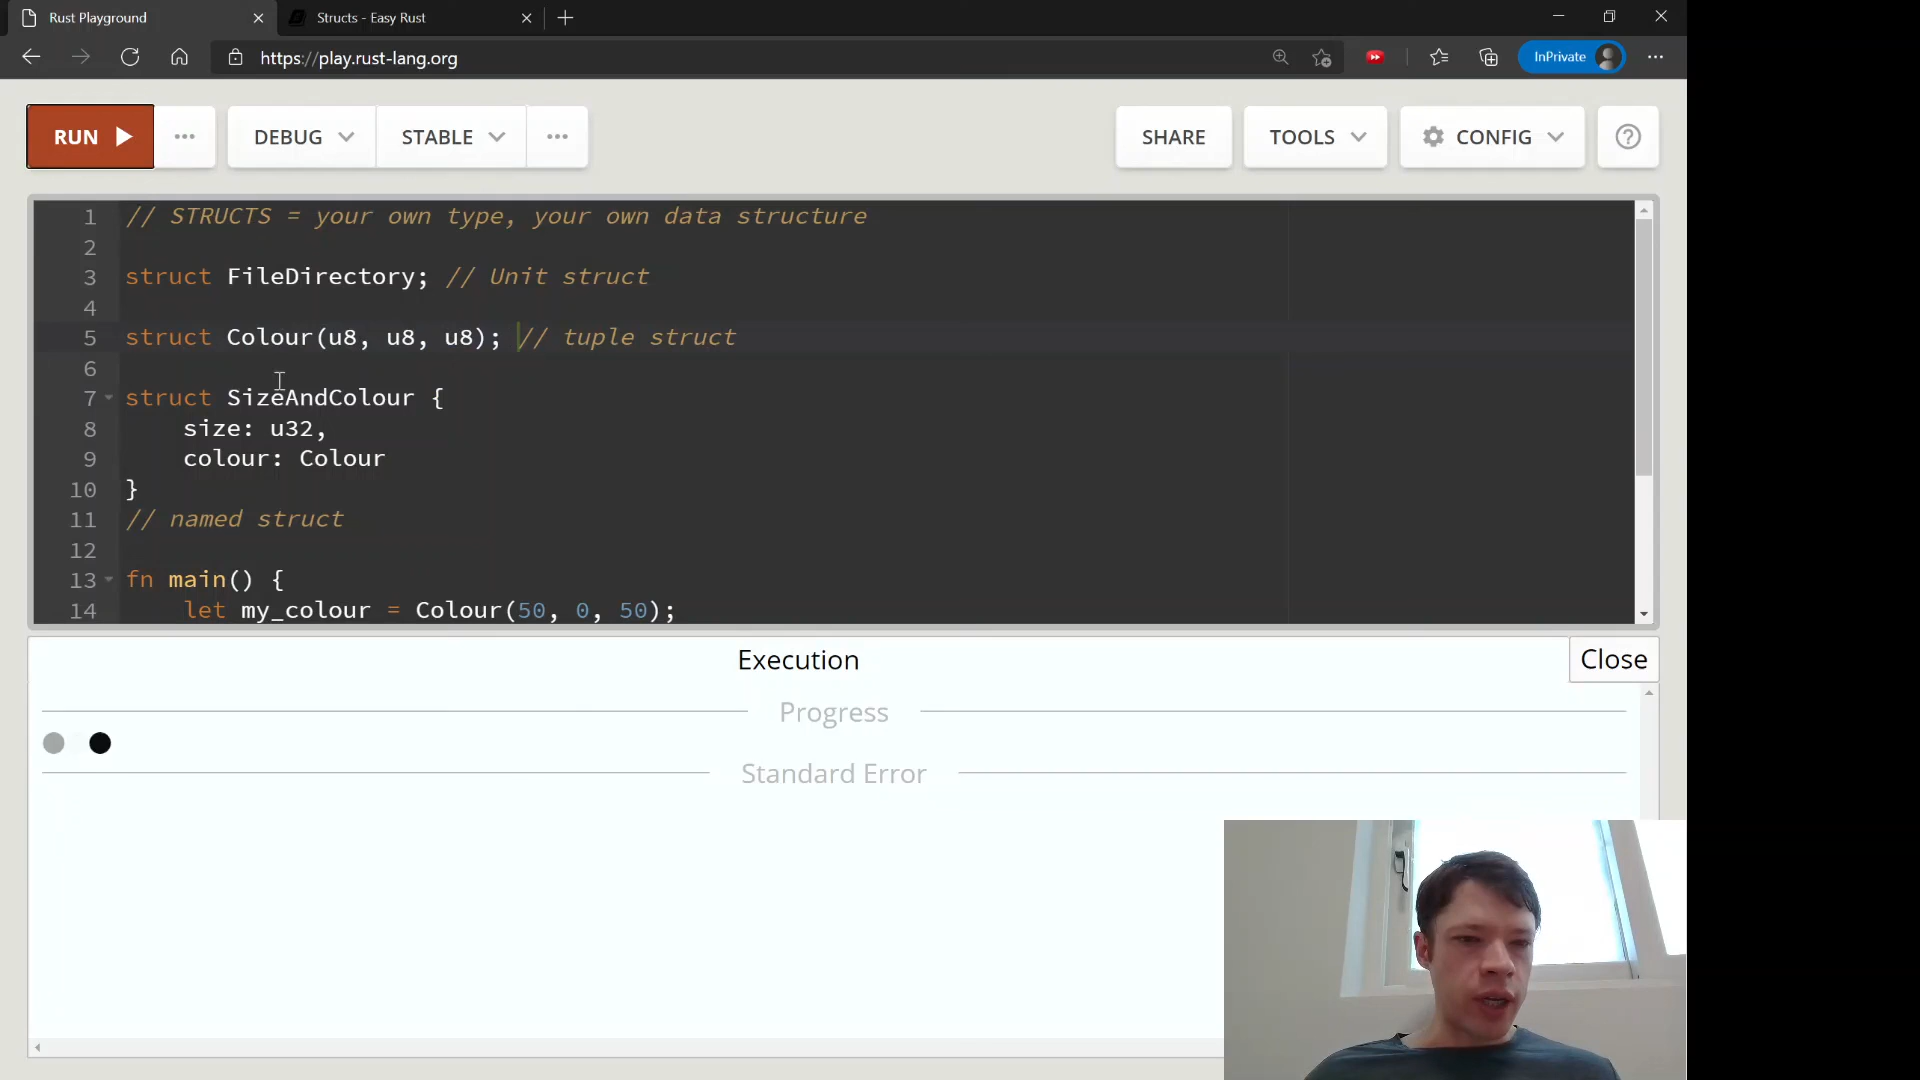 Rust Playground
Structs - Easy Rust
https://play.rust-lang.org
InPrivate
RUN
DEBUG
STABLE
SHARE
TOOLS
CONFIG
1 // STRUCTS = your own type, your own data structure
2
3 struct FileDirectory; // Unit struct
4
5 struct Colour(u8, u8, u8); // tuple struct
6
7 struct SizeAndColour {
8 size: u32,
9 colour: Colour
10 }
11 // named struct
12
13 fn main() {
14 let my_colour = Colour(50, 0, 50);
Execution
Close
Progress
Standard Error